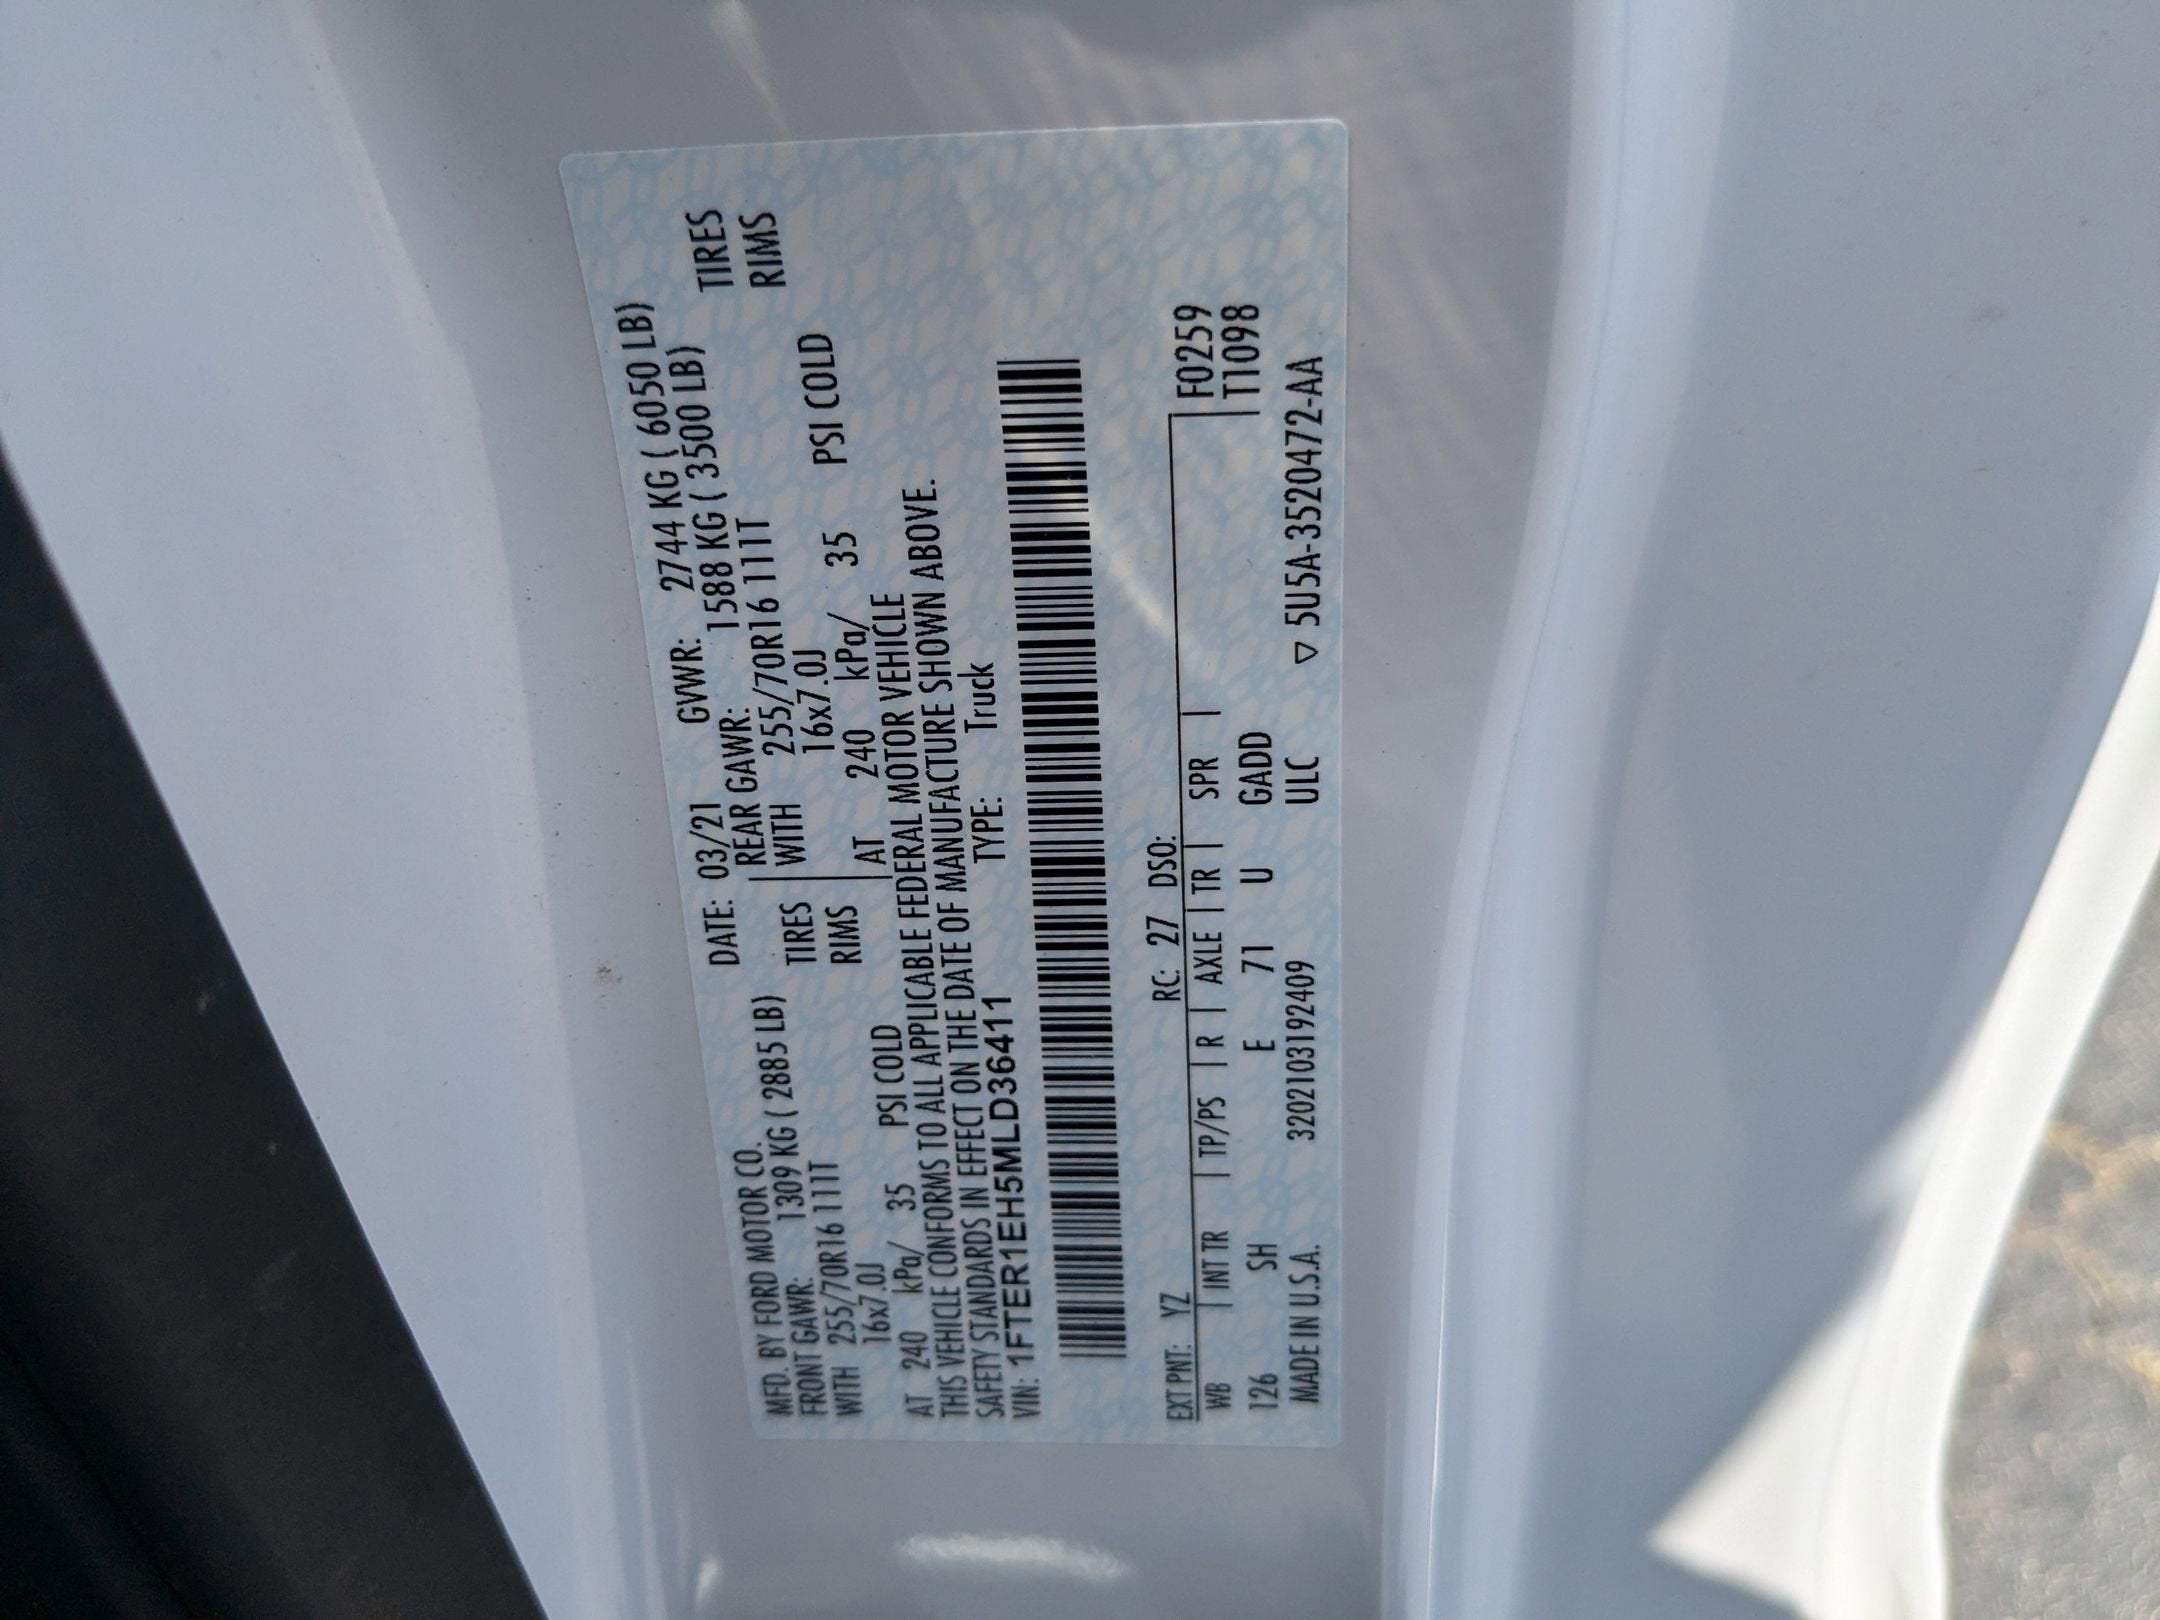 MFD. BY FORD MOTOR CO. DATE: 03/21 GVWR: 2744 KG ( 6050 LB)
FRONT GAWR: 1309 KG ( 2885 LB) REAR GAWR: 1588 KG ( 3500 LB)
WITH 255/70R16 111T TIRES WITH 255/70R16 111T TIRES
16x7.0J RIMS 16x7.0J RIMS
AT 240 kPa/ 35 PSI COLD AT 240 kPa/ 35 PSI COLD
THIS VEHICLE CONFORMS TO ALL APPLICABLE FEDERAL MOTOR VEHICLE
SAFETY STANDARDS IN EFFECT ON THE DATE OF MANUFACTURE SHOWN ABOVE.
VIN: 1FTER1EH5MLD36411 TYPE: Truck
EXT PNT: YZ RC: 27 DSO: F0259
WB | INT TR | TP/PS | R | AXLE | TR | SPR | T1098
126 SH E 71 U GADD
MADE IN U.S.A. 3202103192409 ULC ▽ 5U5A-3520472-AA